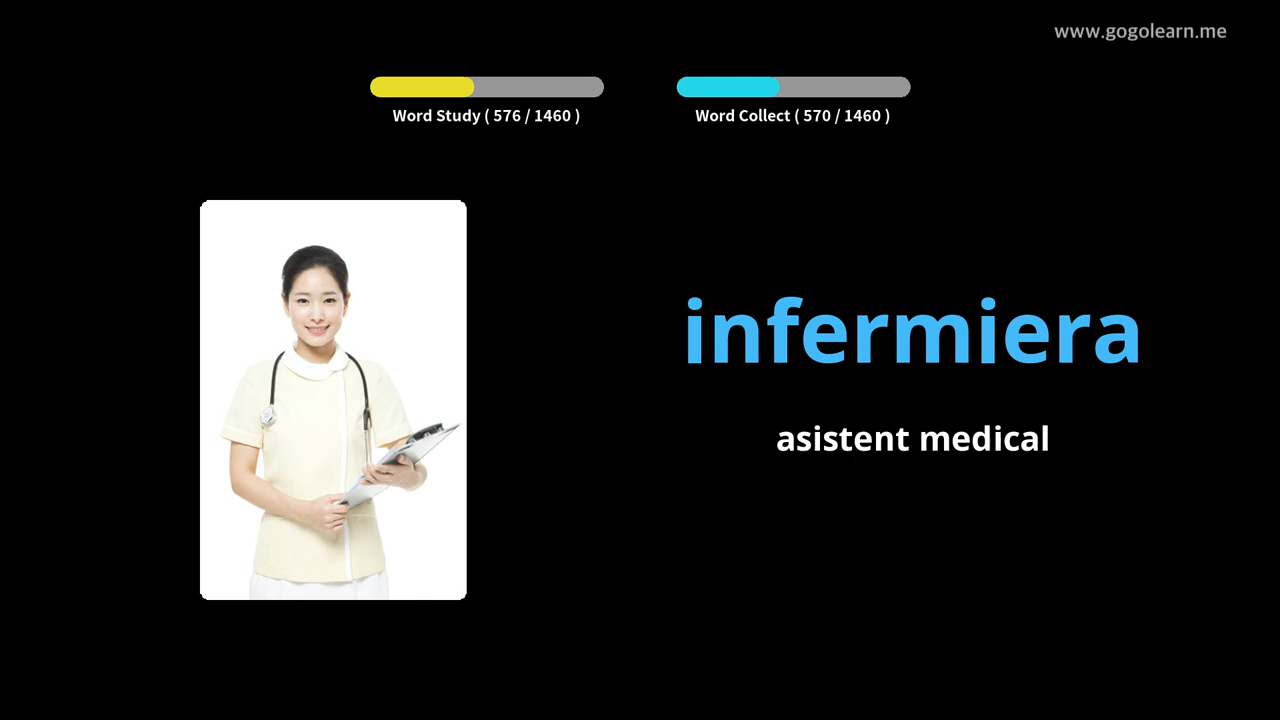 www.gogolearn.me
Word Study ( 576 / 1460 )
Word Collect ( 570 / 1460 )
infermiera
asistent medical